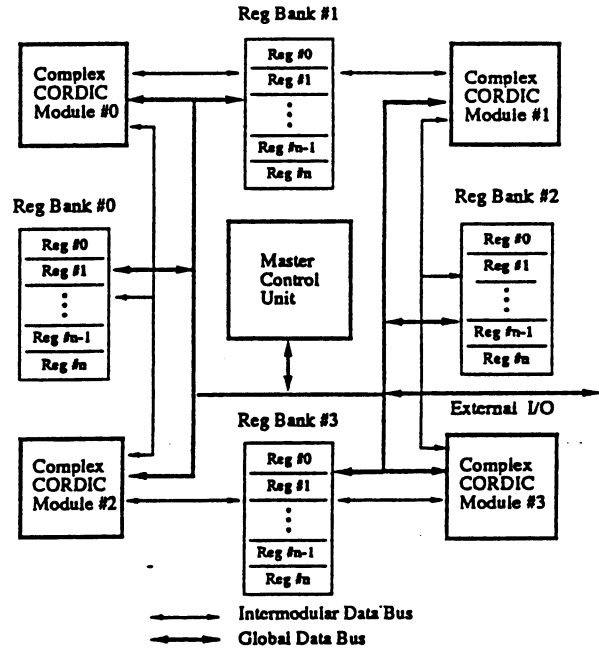 Reg Bank #1
Complex
CORDIC
Module #0
Reg #0
Reg #1
Reg #n-1
Reg #n
Complex
CORDIC
Module #1
Reg Bank #0
Reg #0
Reg #1
Reg #n-1
Reg #n
Master
Control
Unit
Reg Bank #2
Reg #0
Reg #1
Reg #n-1
Reg #n
External I/O
Reg Bank #3
Complex
CORDIC
Module #2
Reg #0
Reg #1
Reg #n-1
Reg #n
Complex
CORDIC
Module #3
Intermodular Data Bus
Global Data Bus